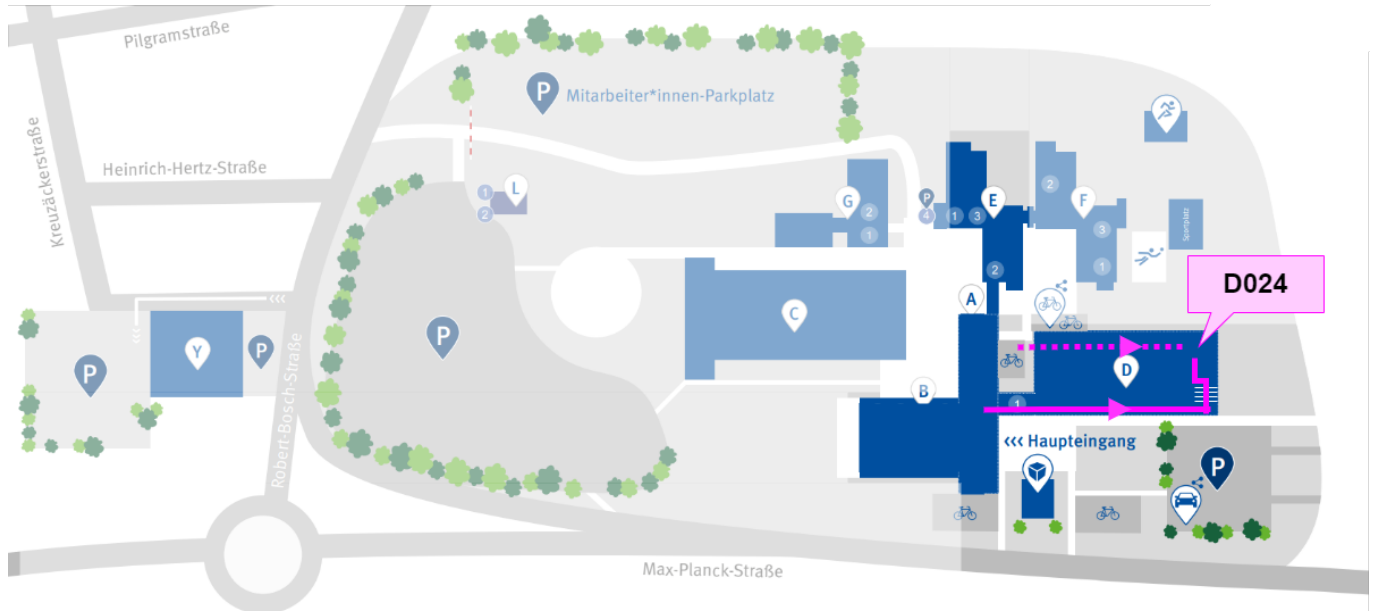 Pilgramstraße
Kreuzäckerstraße
Heinrich-Hertz-Straße
Robert-Bosch-Straße
Max-Planck-Straße
P
Mitarbeiter*innen-Parkplatz
1
L
2
G
2
1
P
4
1
3
E
2
2
F
3
1
Sportplatz
D024
A
C
P
Y
P
P
D
B
1
‹‹‹ Haupteingang
P